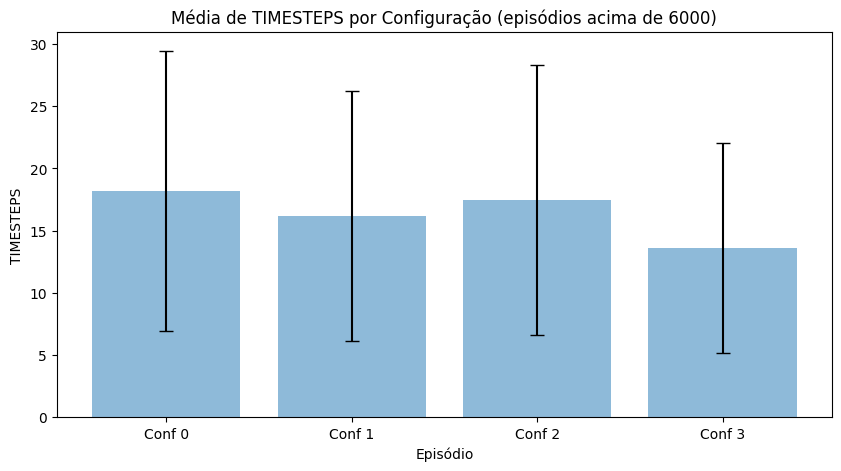 Média de TIMESTEPS por Configuração (episódios acima de 6000)
TIMESTEPS
30
25
20
15
10
5
0
Conf 0 Conf 1 Conf 2 Conf 3
Episódio